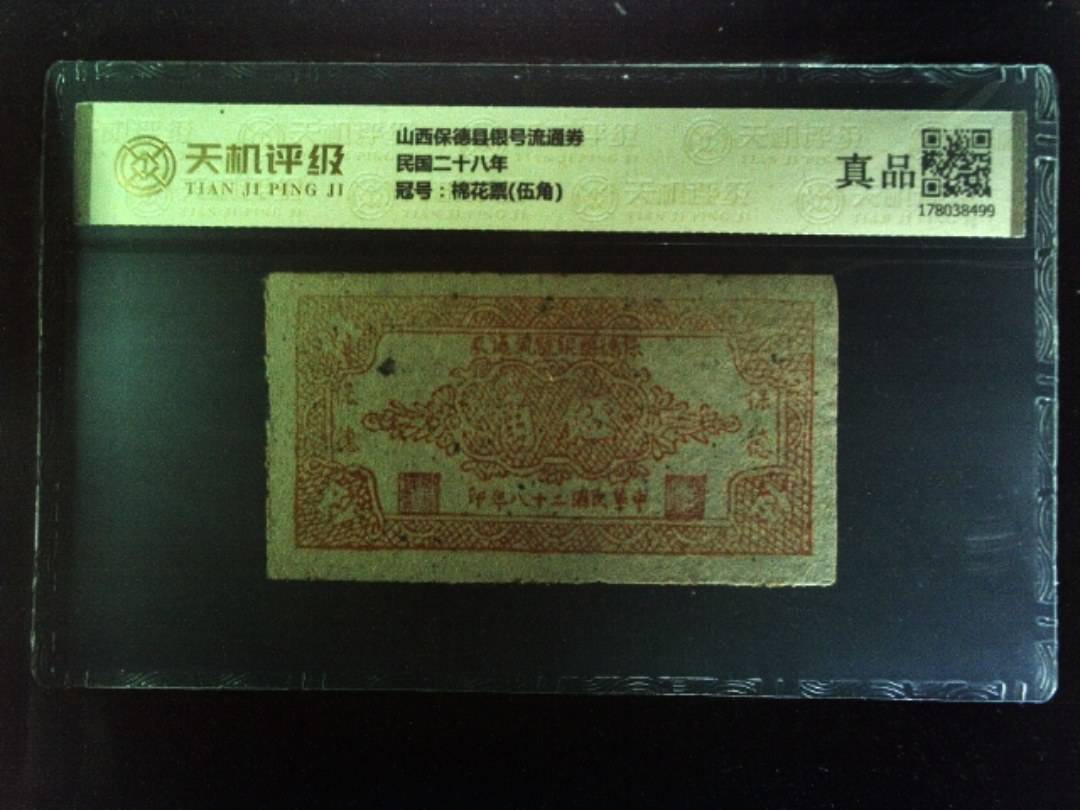 天机评级
TIAN JI PING JI
山西保德县银号流通券
民国二十八年
冠号：棉花票(伍角)
真品
178038499
角 伍
印年八十二國民華中